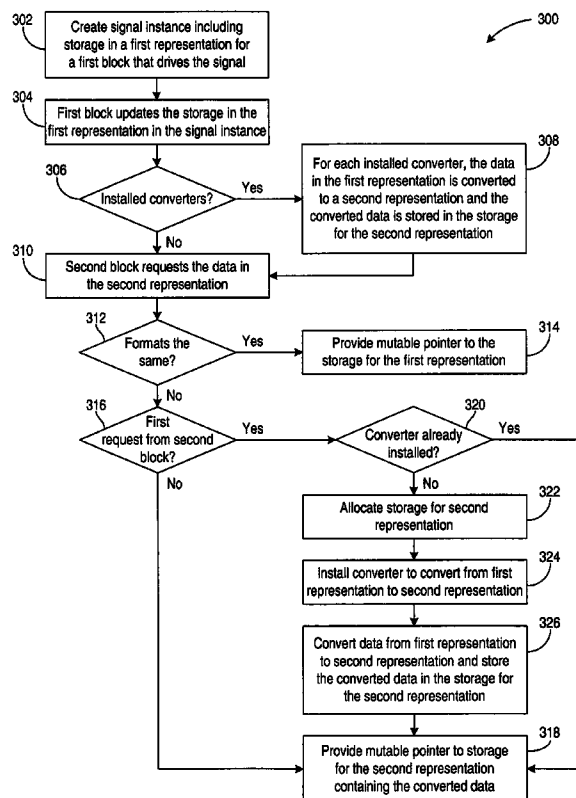 300
302
Create signal instance including
storage in a first representation for
a first block that drives the signal
304
First block updates the storage in the
first representation in the signal instance
306
Installed converters?
Yes
No
308
For each installed converter, the data
in the first representation is converted
to a second representation and the
converted data is stored in the storage
for the second representation
310
Second block requests the data in
the second representation
312
Formats the
same?
Yes
No
314
Provide mutable pointer to the
storage for the first representation
316
First
request from second
block?
Yes
No
320
Converter already
installed?
Yes
No
322
Allocate storage for second
representation
324
Install converter to convert from first
representation to second representation
326
Convert data from first representation
to second representation and store
the converted data in the storage for
the second representation
318
Provide mutable pointer to storage
for the second representation
containing the converted data